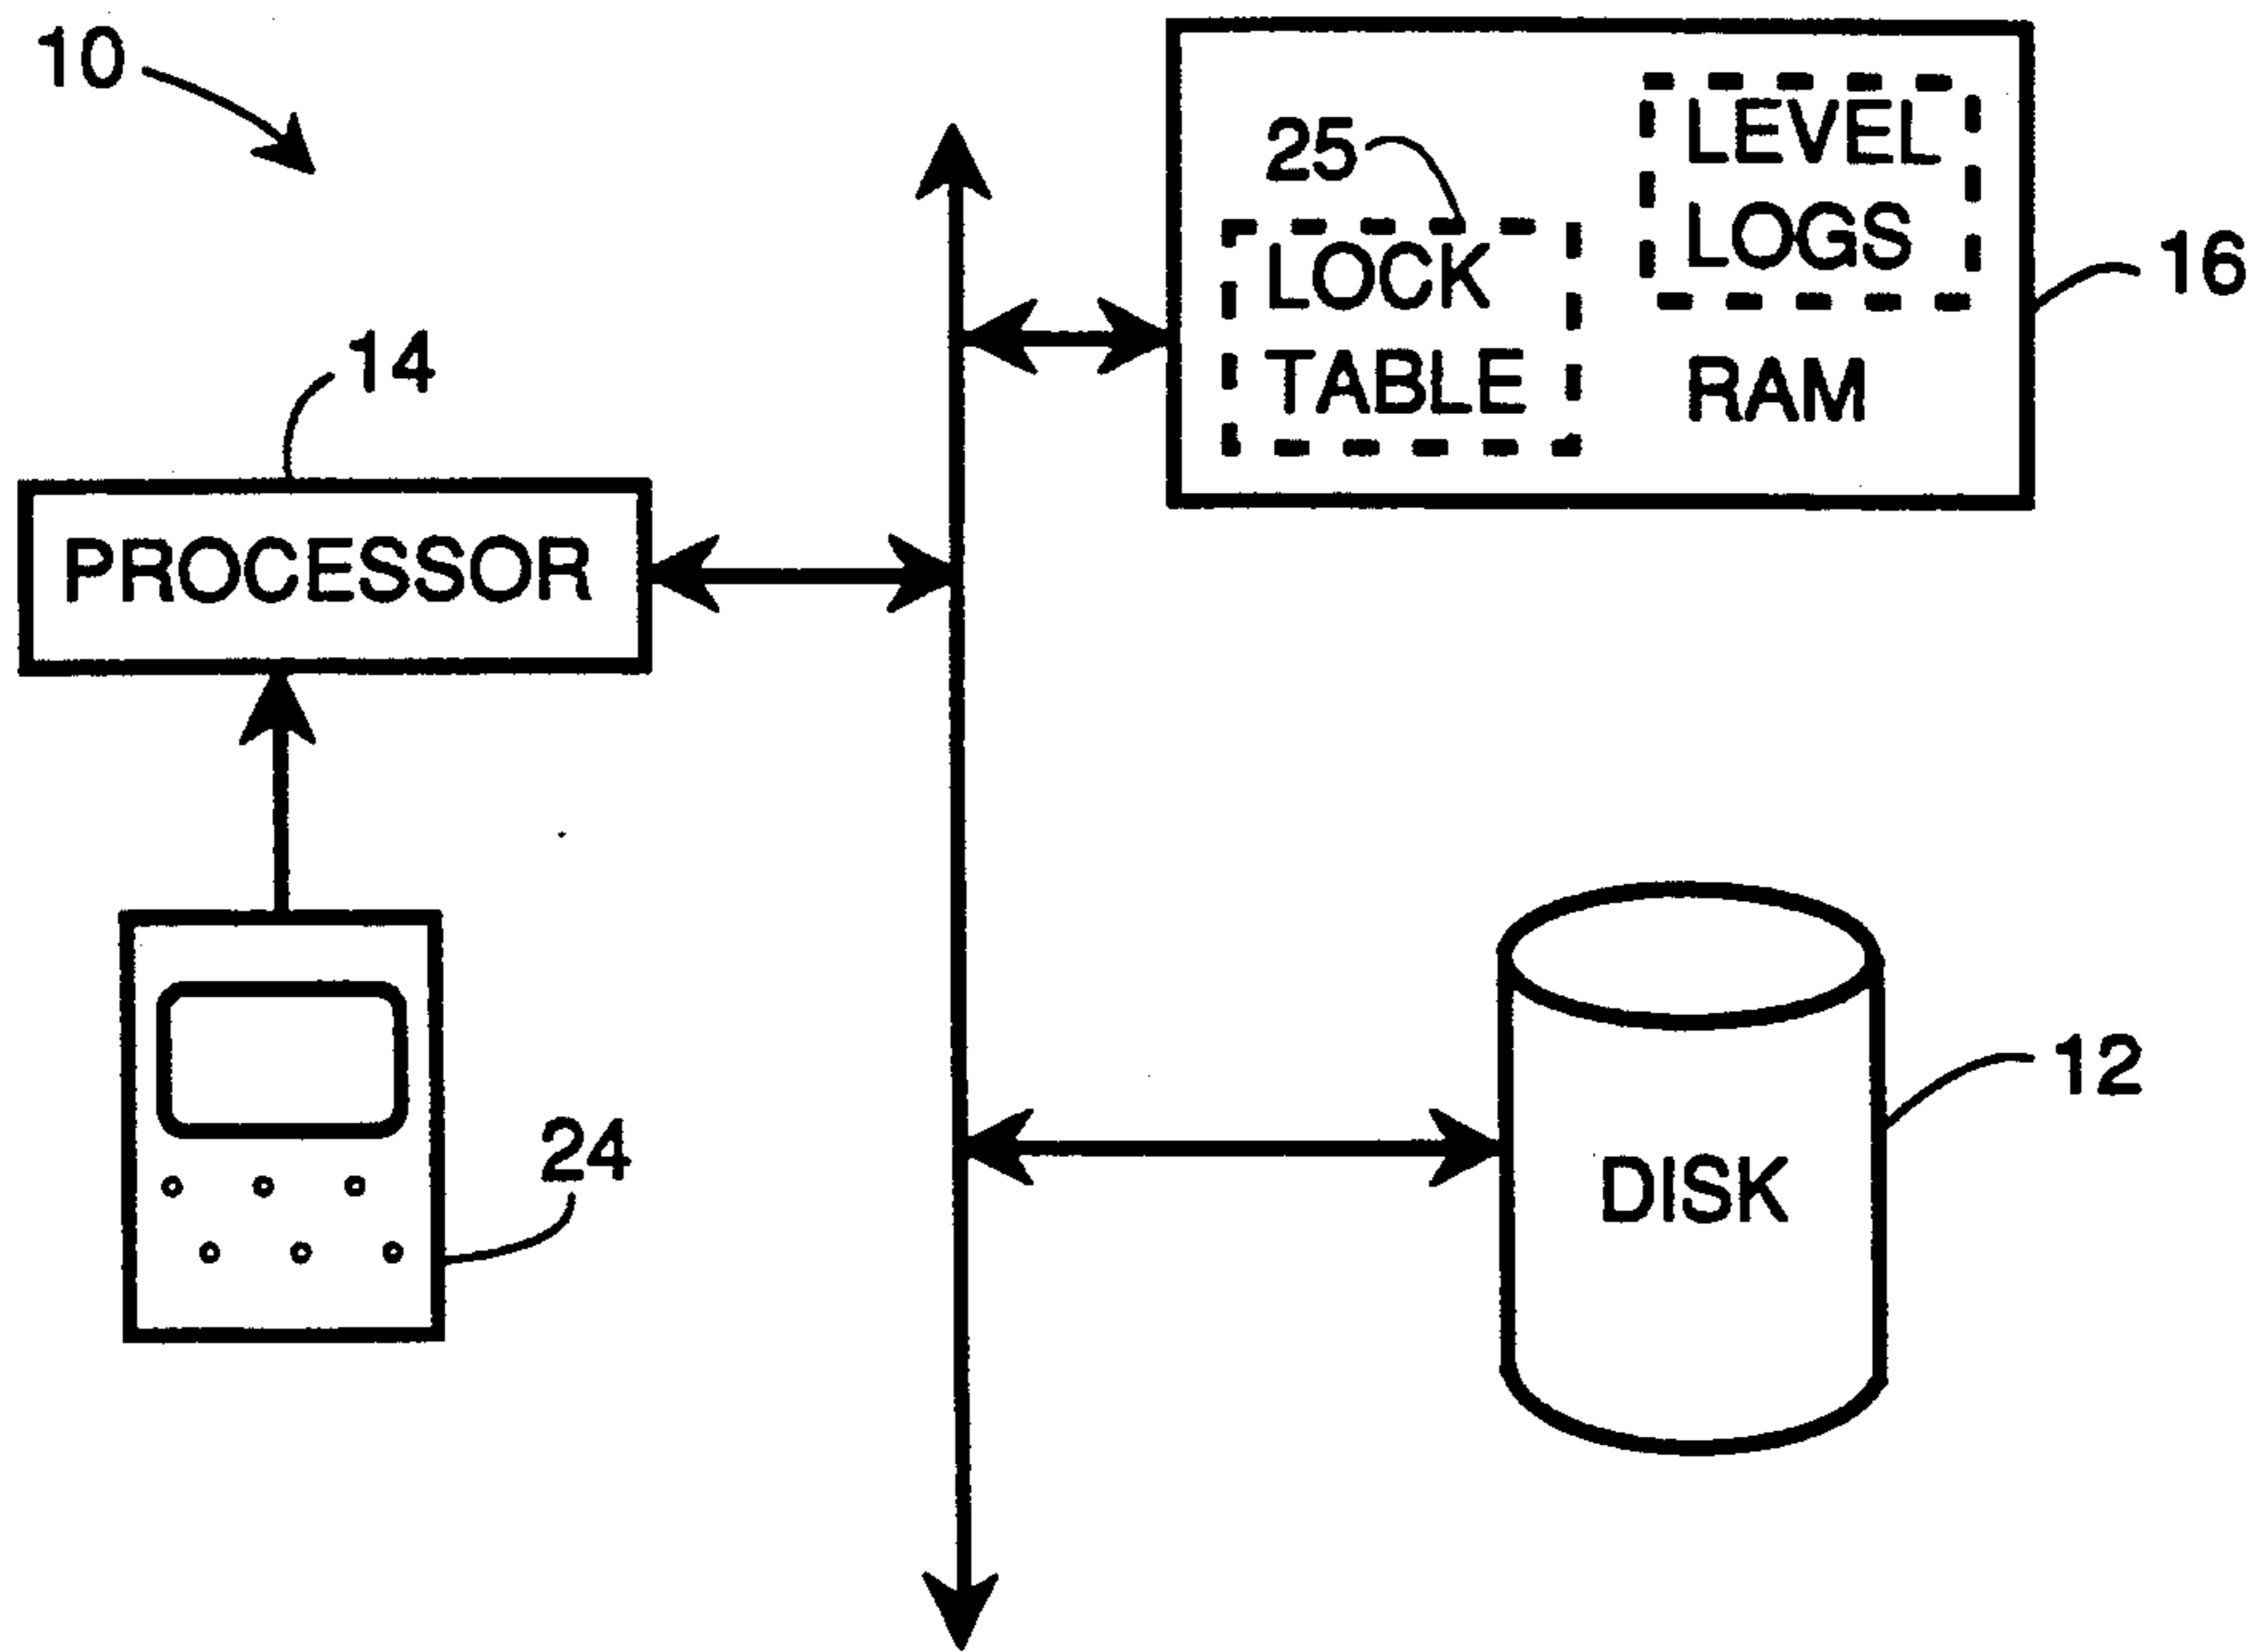 10
25
LEVEL
LOGS
LOCK
TABLE
RAM
16
14
PROCESSOR
24
12
DISK